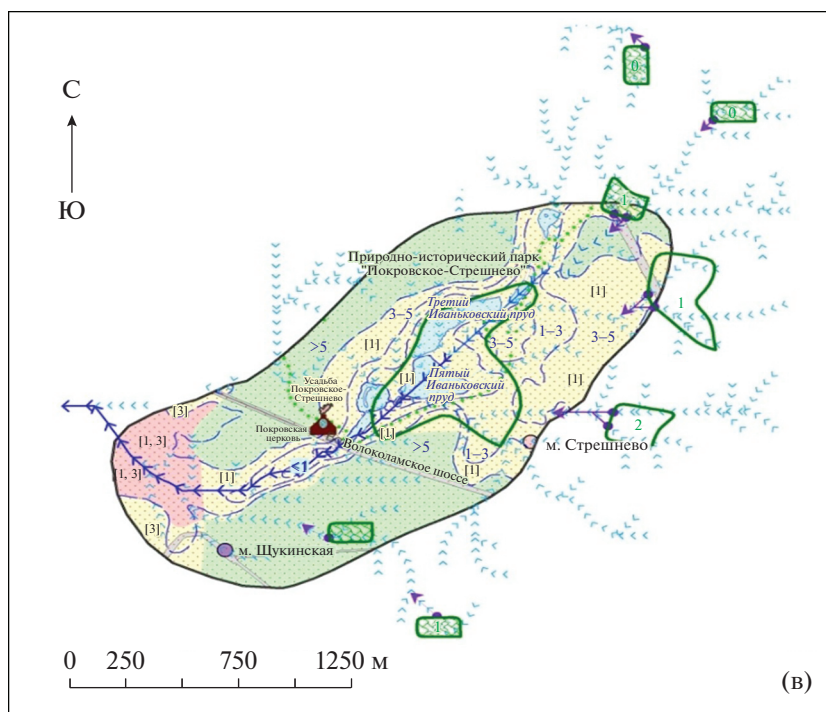 С
Ю
0
0
1
Природно-исторический парк
"Покровское-Стрешнево"
[1]
1
Третий
Иваньковский пруд
3–5
1–3
3–5
3–5
>5
[1]
[1]
[1]
Пятый
Иваньковский
пруд
Усадьба
Покровское-
Стрешнево
[3]
Покровская
церковь
[1]
2
[1, 3]
>5
м. Стрешнево
Волоколамское шоссе
1–3
[1]
[1, 3]
[1]
<1
[3]
1
м. Щукинская
1
0 250 750 1250 м
(в)